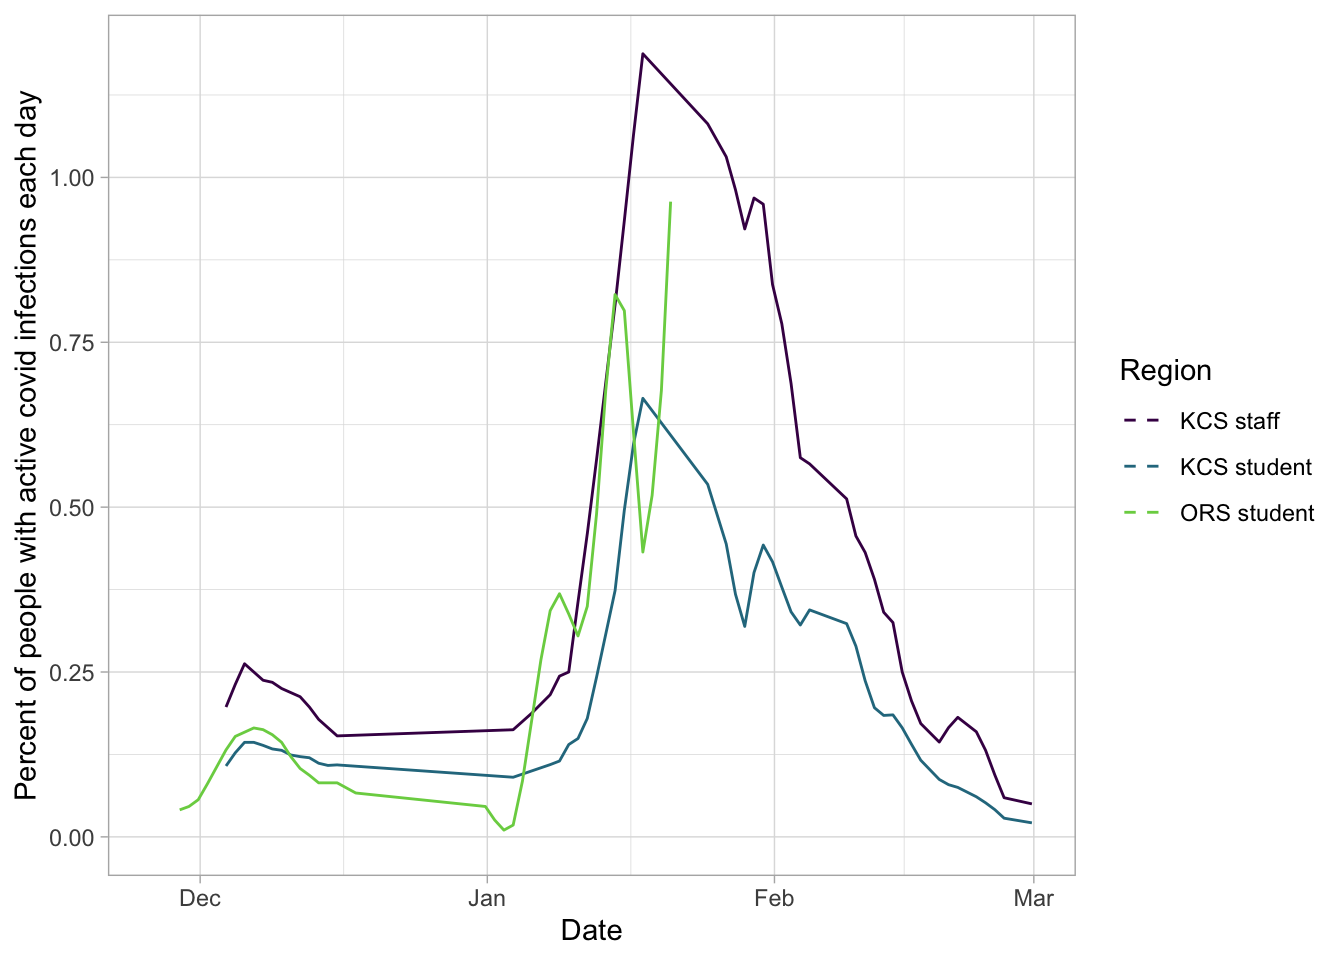 Percent of people with active covid infections each day
1.00
0.75
0.50
0.25
0.00
Dec
Jan
Feb
Mar
Date
Region
KCS staff
KCS student
ORS student